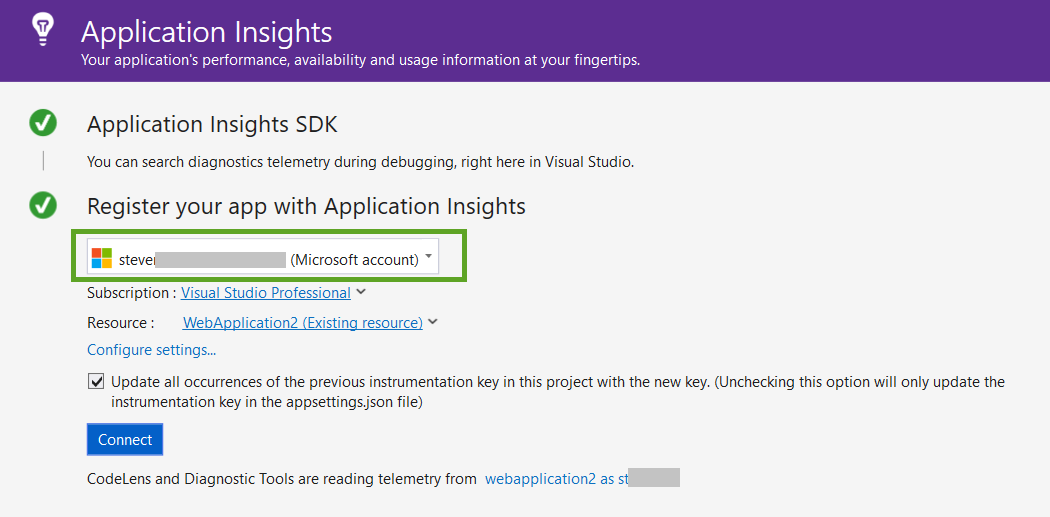 Application Insights
Your application's performance, availability and usage information at your fingertips.
Application Insights SDK
You can search diagnostics telemetry during debugging, right here in Visual Studio.
Register your app with Application Insights
(Microsoft account)
Subscription : Visual Studio Professional
Resource : WebApplication2 (Existing resource)
Configure settings...
Update all occurrences of the previous instrumentation key in this project with the new key. (Unchecking this option will only update the
instrumentation key in the appsettings.json file)
Connect
CodeLens and Diagnostic Tools are reading telemetry from webapplication2 as